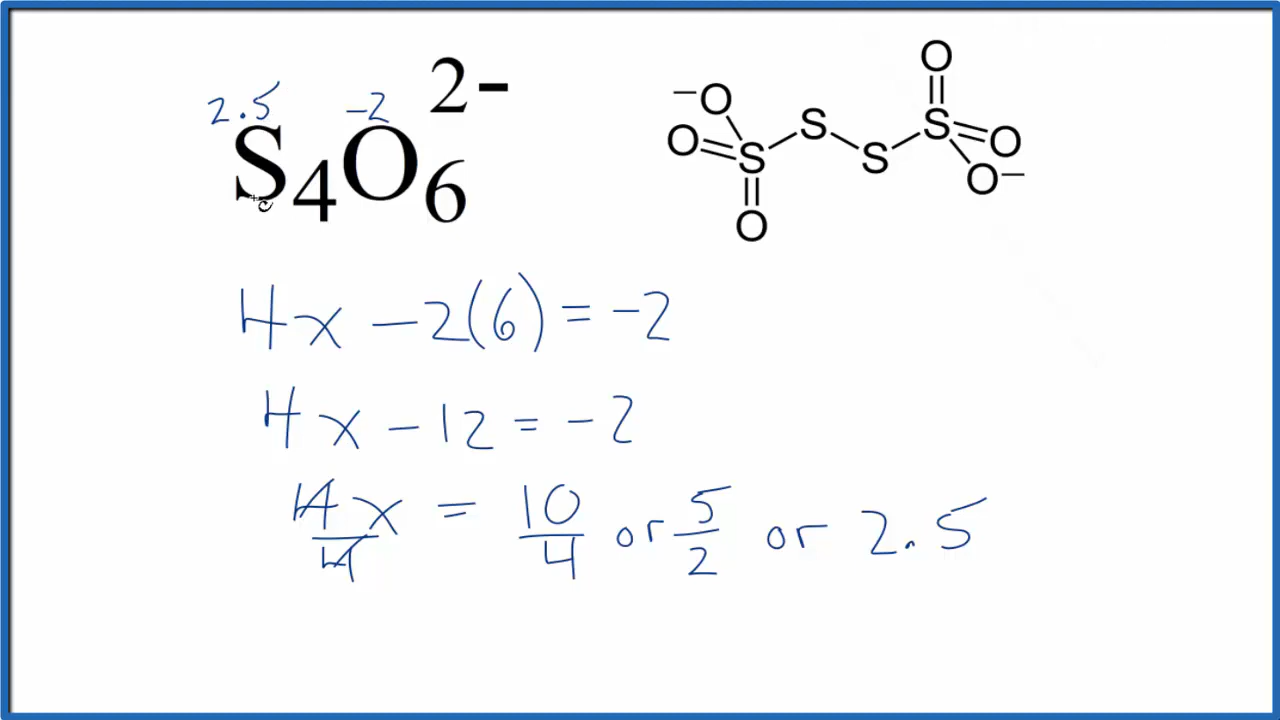 2.5 -2
S4O6 2-
4x - 2(6) = -2
4x - 12 = -2
4x/4 = 10/4 or 5/2 or 2.5
O
-O
O S O
S S S O-
O